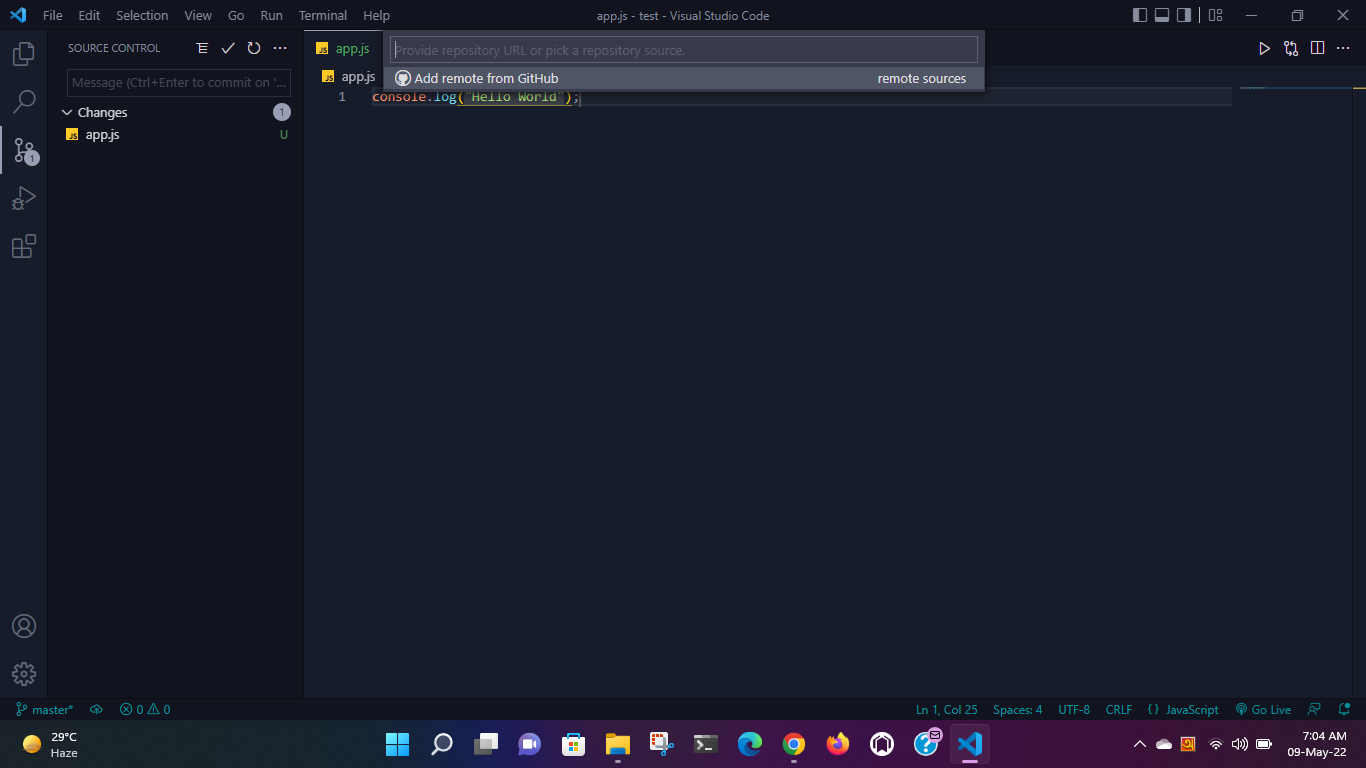 File Edit Selection View Go Run Terminal Help
app.js - test - Visual Studio Code
SOURCE CONTROL
app.js
Provide repository URL or pick a repository source.
Message (Ctrl+Enter to commit on '...
app.js
Add remote from GitHub remote sources
1 console.log("Hello World");
Changes 1
app.js U
1
master* 0 0 Ln 1, Col 25 Spaces: 4 UTF-8 CRLF {} JavaScript Go Live
29°C
Haze
7:04 AM
09-May-22